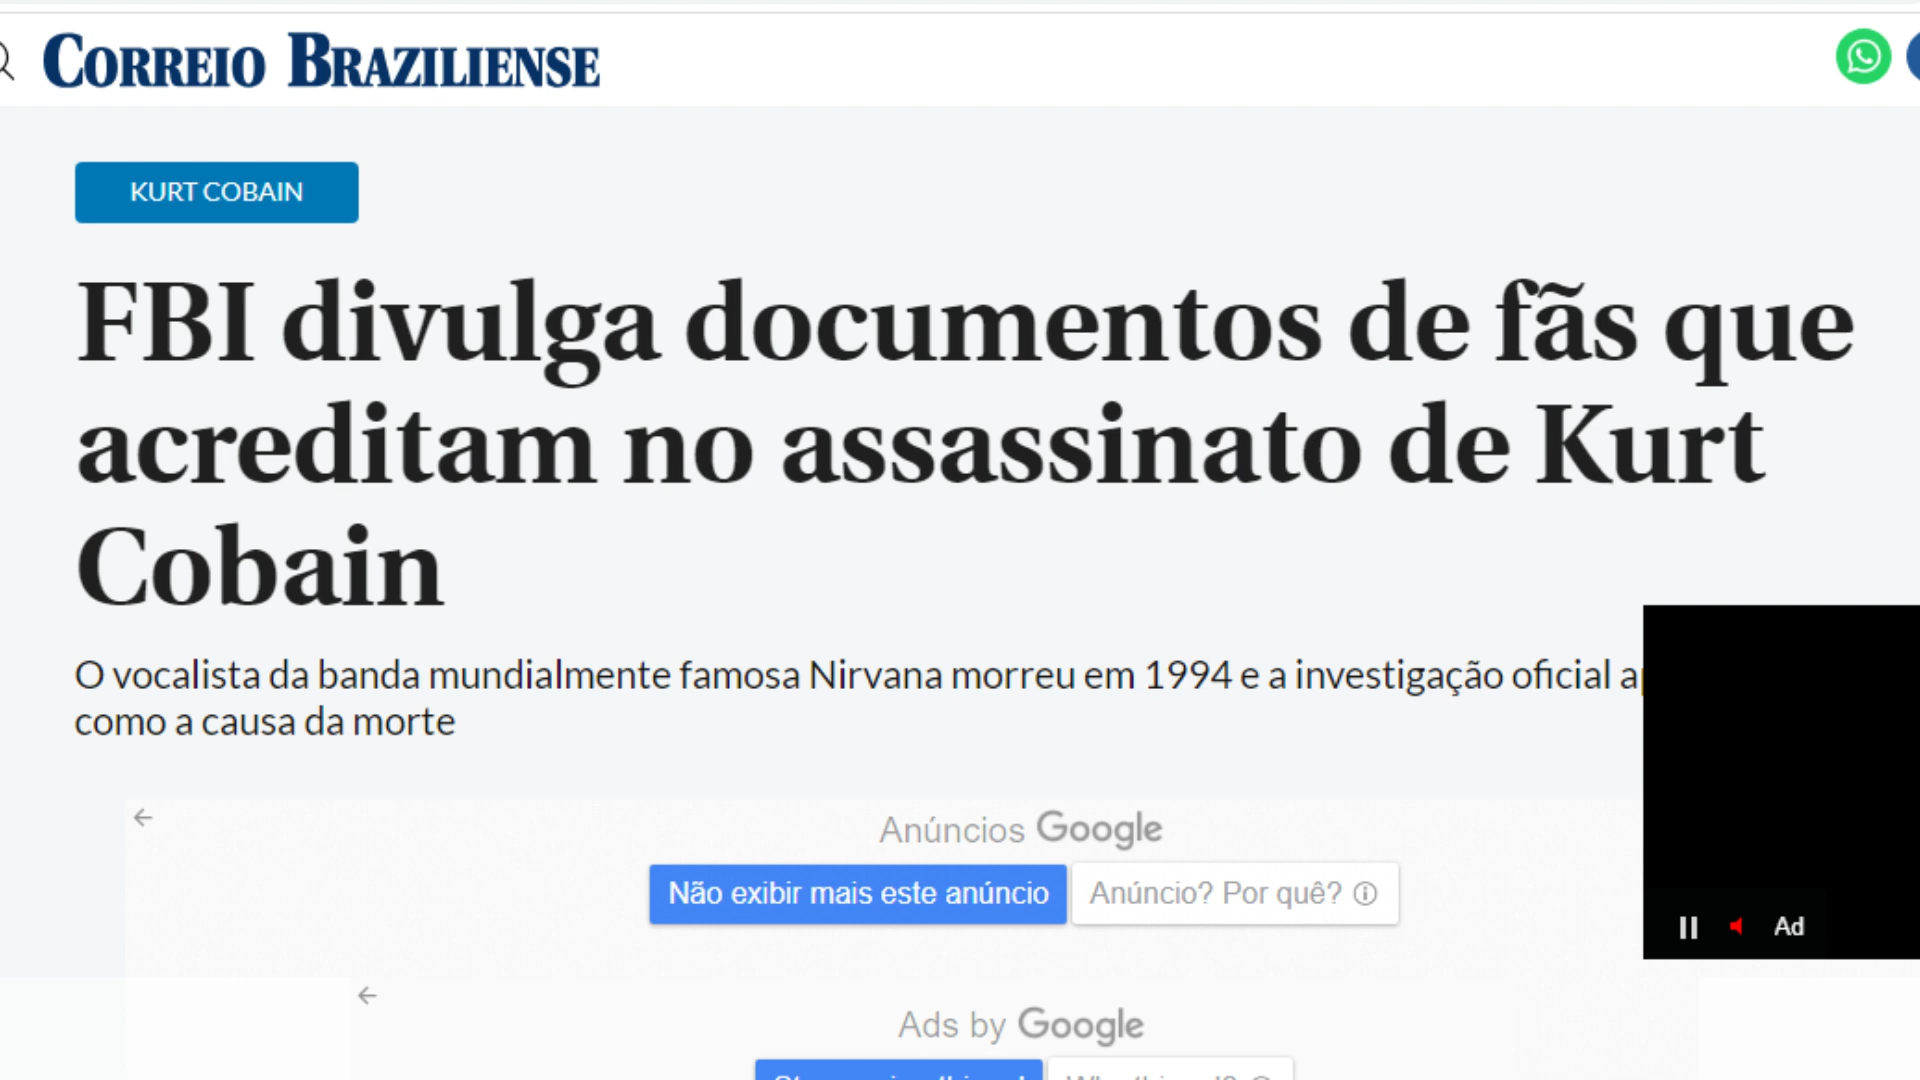 CORREIO BRAZILIENSE
KURT COBAIN
FBI divulga documentos de fãs que
acreditam no assassinato de Kurt
Cobain
O vocalista da banda mundialmente famosa Nirvana morreu em 1994 e a investigação oficial
como a causa da morte
Anúncios Google
Não exibir mais este anúncio
Anúncio? Por quê?
Ad
Ads by Google